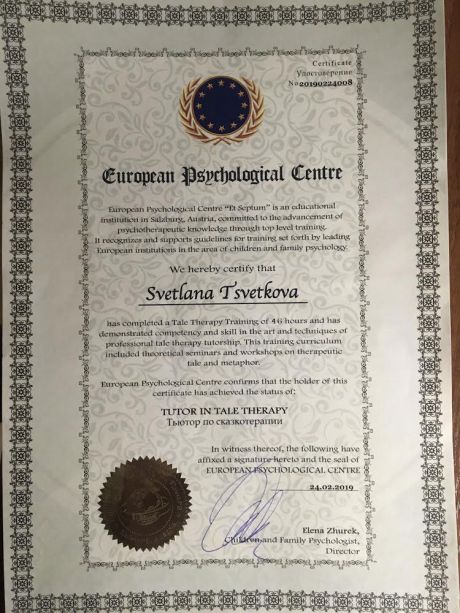 Certificate
Удостоверение
No20190224008
European Psychological Centre
European Psychological Centre "Et Septum" is an educational
institution in Salzburg, Austria, committed to the advancement of
psychotherapeutic knowledge through top level training.
It recognizes and supports guidelines for training set forth by leading
European institutions in the area of children and family psychology.
We hereby certify that
Svetlana Tsvetkova
has completed a Tale Therapy Training of 46 hours and has
demonstrated competency and skill in the art and techniques of
professional tale therapy tutorship. This training curriculum
included theoretical seminars and workshops on therapeutic
tale and metaphor.
European Psychological Centre confirms that the holder of this
certificate has achieved the status of:
TUTOR IN TALE THERAPY
Тьютор по сказкотерапии
In witness thereof, the following have
affixed a signature hereto and the seal of
EUROPEAN PSYCHOLOGICAL CENTRE
24.02.2019
Elena Zhurek,
Children and Family Psychologist,
Director